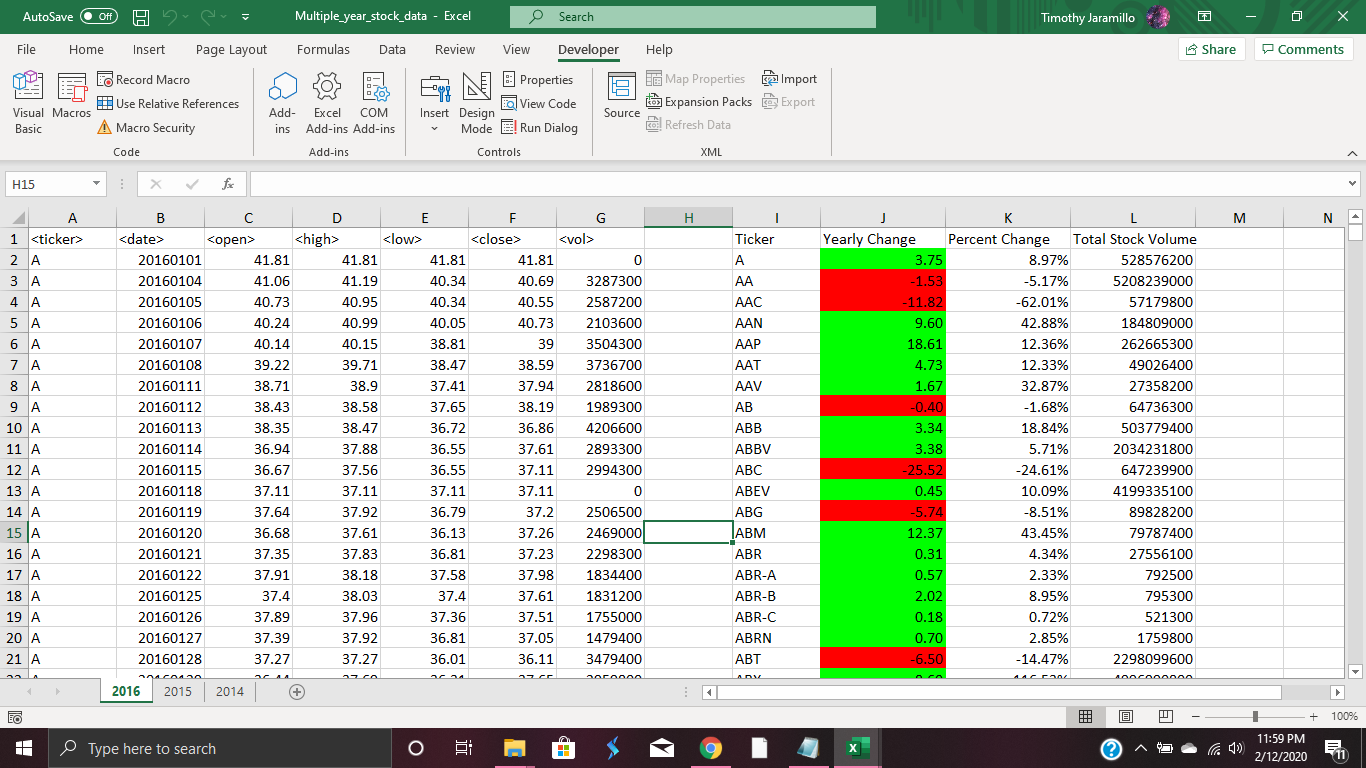 AutoSave Off Multiple_year_stock_data - Excel Search Timothy Jaramillo
File Home Insert Page Layout Formulas Data Review View Developer Help Share Comments
Visual Basic
Macros
Record Macro
Use Relative References
Macro Security
Code
Add-ins
Excel Add-ins
COM Add-ins
Add-ins
Insert
Design Mode
Properties
View Code
Run Dialog
Controls
Source
Map Properties
Expansion Packs
Refresh Data
Import
Export
XML
H15 fx
A B C D E F G H I J K L M N
1 <ticker> <date> <open> <high> <low> <close> <vol> Ticker Yearly Change Percent Change Total Stock Volume
2 A 20160101 41.81 41.81 41.81 41.81 0 A 3.75 8.97% 528576200
3 A 20160104 41.06 41.19 40.34 40.69 3287300 AA -1.53 -5.17% 5208239000
4 A 20160105 40.73 40.95 40.34 40.55 2587200 AAC -11.82 -62.01% 57179800
5 A 20160106 40.24 40.99 40.05 40.73 2103600 AAN 9.60 42.88% 184809000
6 A 20160107 40.14 40.15 38.81 39 3504300 AAP 18.61 12.36% 262665300
7 A 20160108 39.22 39.71 38.47 38.59 3736700 AAT 4.73 12.33% 49026400
8 A 20160111 38.71 38.9 37.41 37.94 2818600 AAV 1.67 32.87% 27358200
9 A 20160112 38.43 38.58 37.65 38.19 1989300 AB -0.40 -1.68% 64736300
10 A 20160113 38.35 38.47 36.72 36.86 4206600 ABB 3.34 18.84% 503779400
11 A 20160114 36.94 37.88 36.55 37.61 2893300 ABBV 3.38 5.71% 2034231800
12 A 20160115 36.67 37.56 36.55 37.11 2994300 ABC -25.52 -24.61% 647239900
13 A 20160118 37.11 37.11 37.11 37.11 0 ABEV 0.45 10.09% 4199335100
14 A 20160119 37.64 37.92 36.79 37.2 2506500 ABG -5.74 -8.51% 89828200
15 A 20160120 36.68 37.61 36.13 37.26 2469000 ABM 12.37 43.45% 79787400
16 A 20160121 37.35 37.83 36.81 37.23 2298300 ABR 0.31 4.34% 27556100
17 A 20160122 37.91 38.18 37.58 37.98 1834400 ABR-A 0.57 2.33% 792500
18 A 20160125 37.4 38.03 37.4 37.61 1831200 ABR-B 2.02 8.95% 795300
19 A 20160126 37.89 37.96 37.36 37.51 1755000 ABR-C 0.18 0.72% 521300
20 A 20160127 37.39 37.92 36.81 37.05 1479400 ABRN 0.70 2.85% 1759800
21 A 20160128 37.27 37.27 36.01 36.11 3479400 ABT -6.50 -14.47% 2298099600
2016 2015 2014
100%
Type here to search
11:59 PM
2/12/2020
11